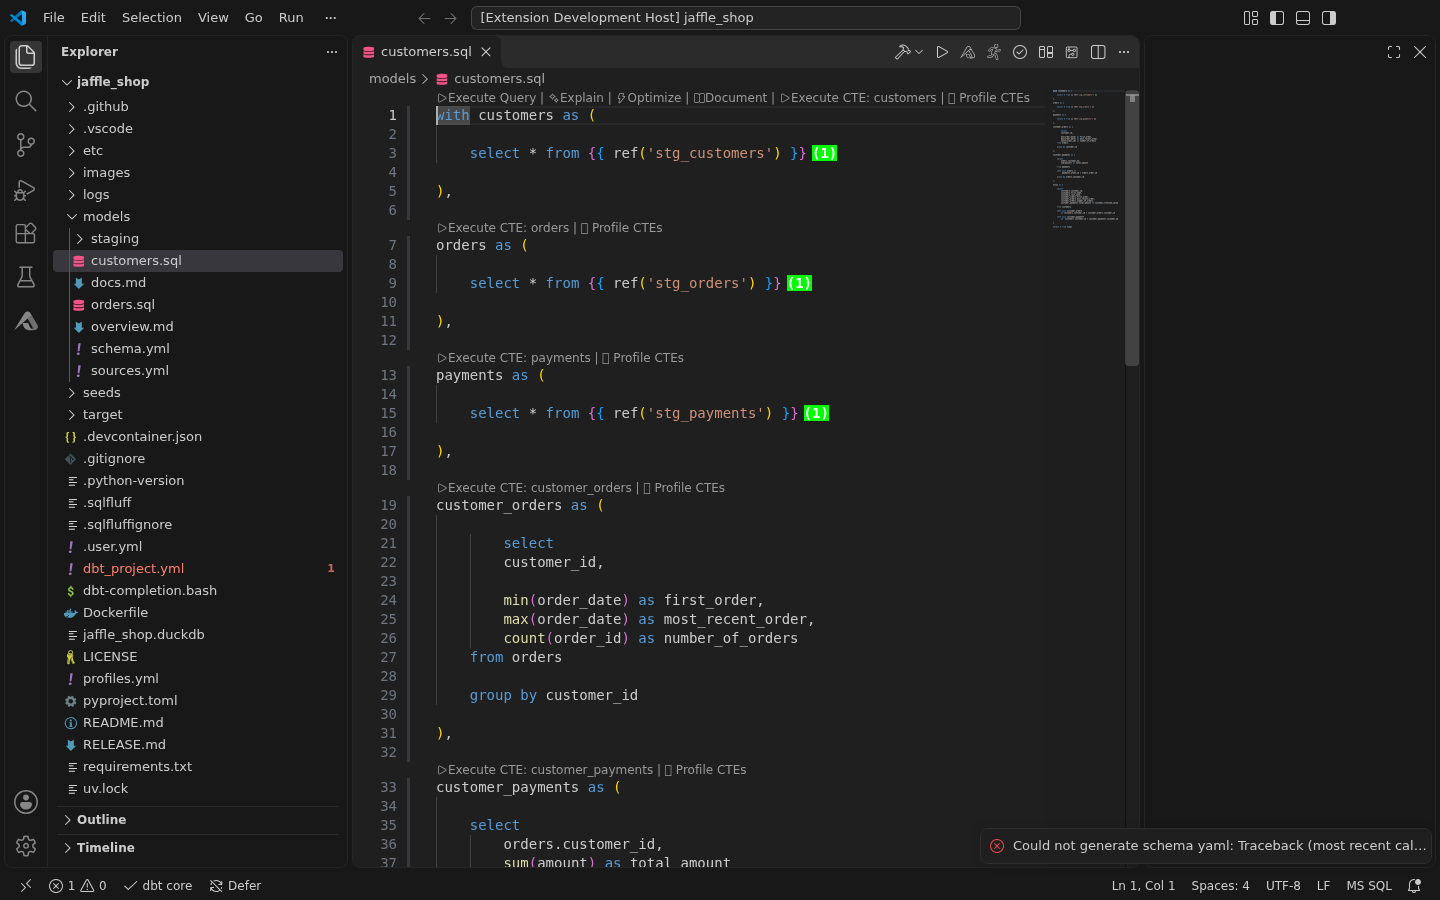 File Edit Selection View Go Run ···
[Extension Development Host] jaffle_shop
Explorer
jaffle_shop
.github
.vscode
etc
images
logs
models
staging
customers.sql
docs.md
orders.sql
overview.md
schema.yml
sources.yml
seeds
target
.devcontainer.json
.gitignore
.python-version
.sqlfluff
.sqlfluffignore
.user.yml
dbt_project.yml 1
dbt-completion.bash
Dockerfile
jaffle_shop.duckdb
LICENSE
profiles.yml
pyproject.toml
README.md
RELEASE.md
requirements.txt
uv.lock
Outline
Timeline
customers.sql
models > customers.sql
Execute Query | Explain | Optimize | Document | Execute CTE: customers | Profile CTEs
1 with customers as (
2
3 select * from {{ ref('stg_customers') }} (1)
4
5 ),
6
Execute CTE: orders | Profile CTEs
7 orders as (
8
9 select * from {{ ref('stg_orders') }} (1)
10
11 ),
12
Execute CTE: payments | Profile CTEs
13 payments as (
14
15 select * from {{ ref('stg_payments') }} (1)
16
17 ),
18
Execute CTE: customer_orders | Profile CTEs
19 customer_orders as (
20
21 select
22 customer_id,
23
24 min(order_date) as first_order,
25 max(order_date) as most_recent_order,
26 count(order_id) as number_of_orders
27 from orders
28
29 group by customer_id
30
31 ),
32
Execute CTE: customer_payments | Profile CTEs
33 customer_payments as (
34
35 select
36 orders.customer_id,
37 sum(amount) as total_amount
Could not generate schema yaml: Traceback (most recent cal...
1 0 dbt core Defer
Ln 1, Col 1 Spaces: 4 UTF-8 LF MS SQL